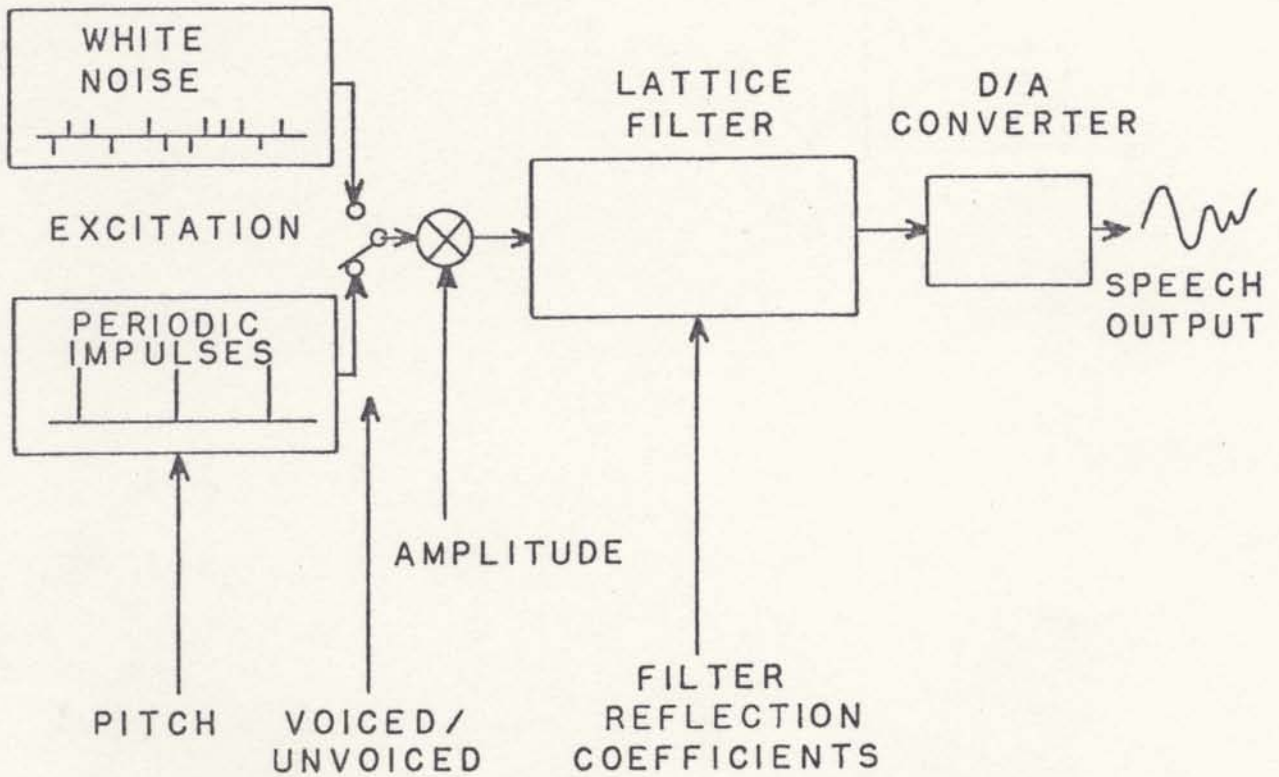 WHITE
NOISE
LATTICE
FILTER
D/A
CONVERTER
EXCITATION
PERIODIC
IMPULSES
SPEECH
OUTPUT
AMPLITUDE
PITCH
VOICED/
UNVOICED
FILTER
REFLECTION
COEFFICIENTS